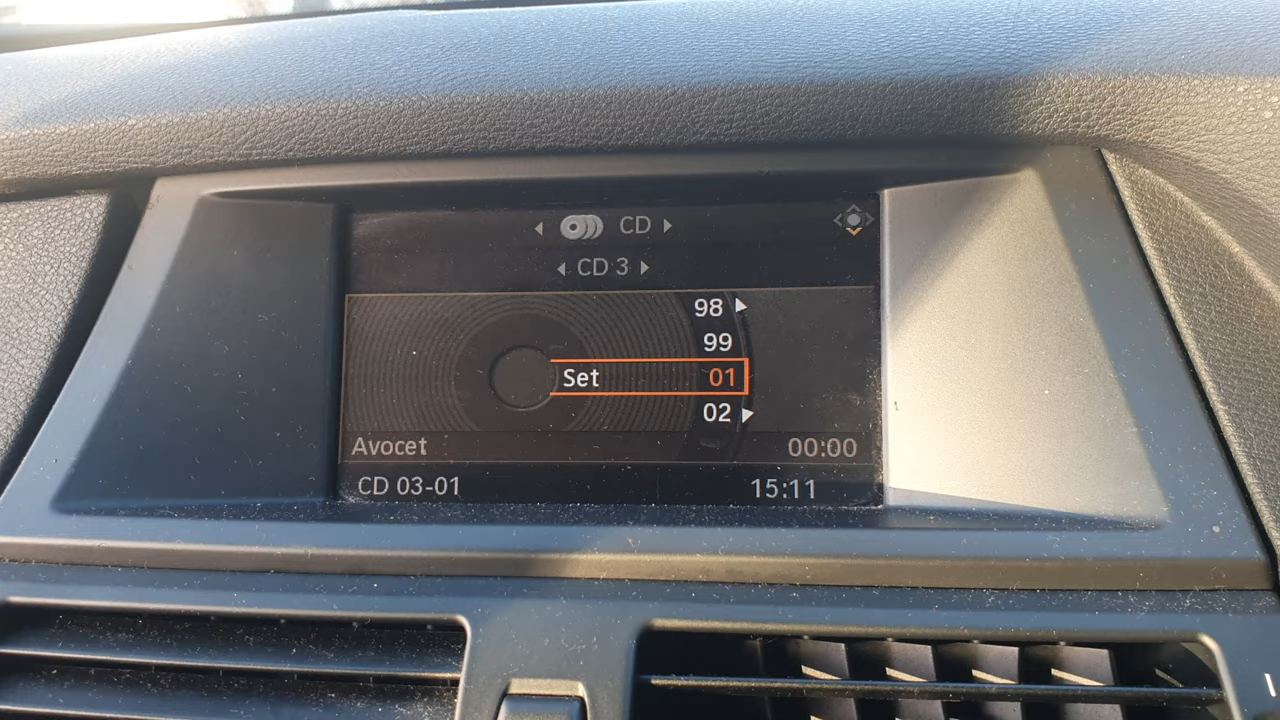 CD
CD 3
98
99
Set 01
02
Avocet 00:00
CD 03-01 15:11